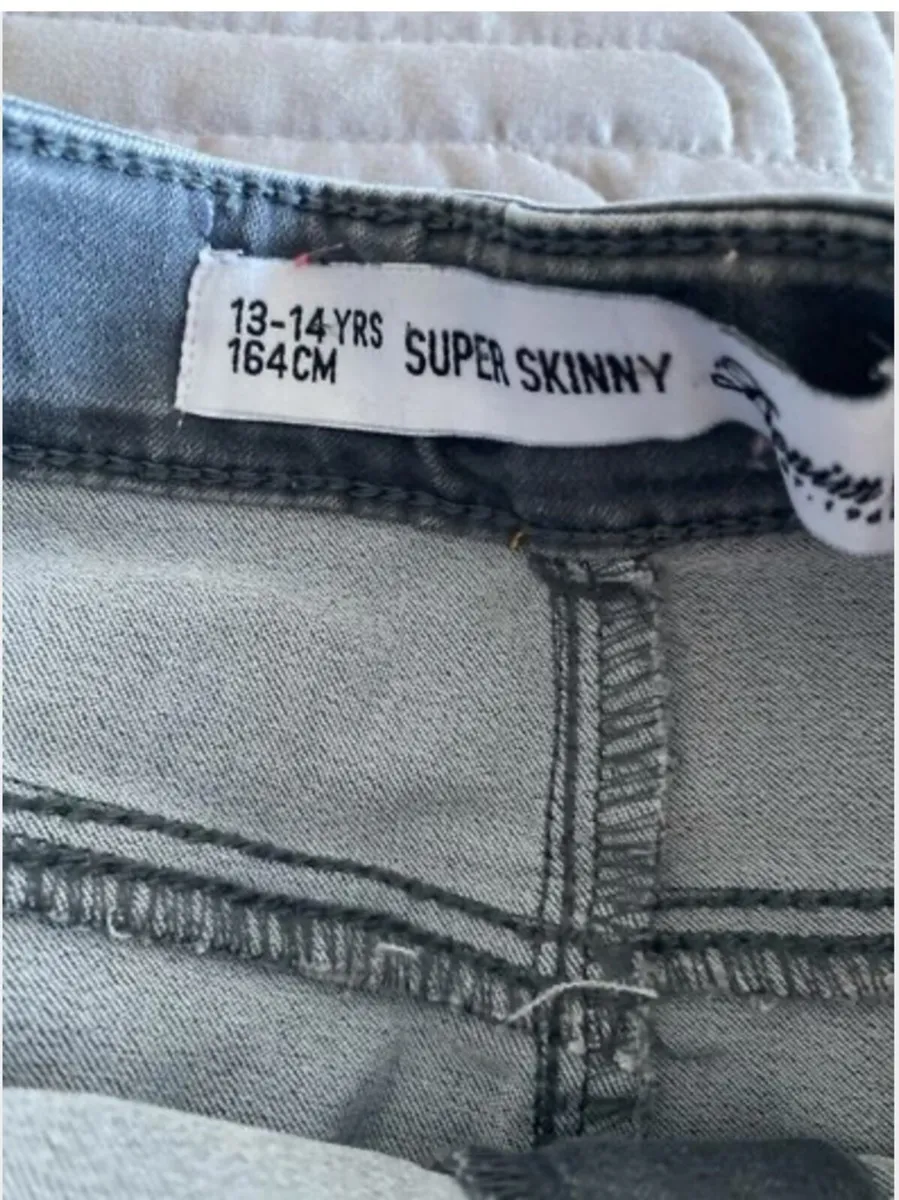 13-14 YRS
164CM
SUPER SKINNY